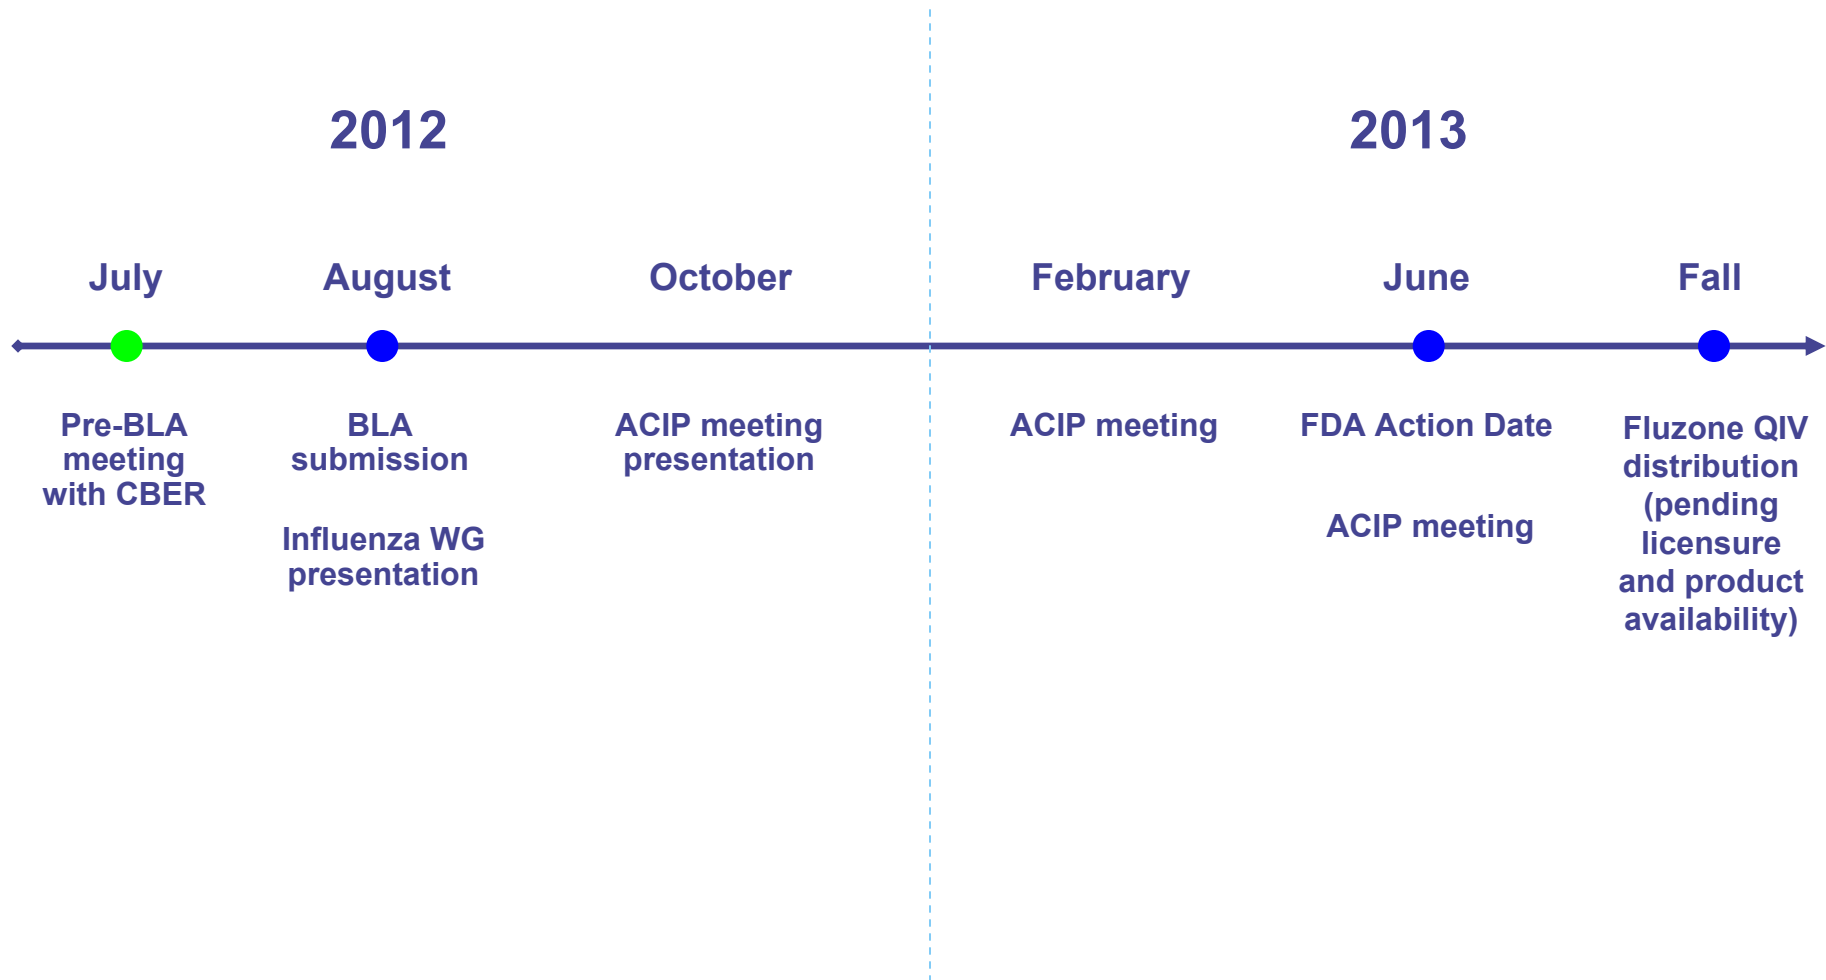 2012
2013
July
August
October
February
June
Fall
Pre-BLA
meeting
with CBER
BLA
submission
Influenza WG
presentation
ACIP meeting
presentation
ACIP meeting
FDA Action Date
ACIP meeting
Fluzone QIV
distribution
(pending
licensure
and product
availability)